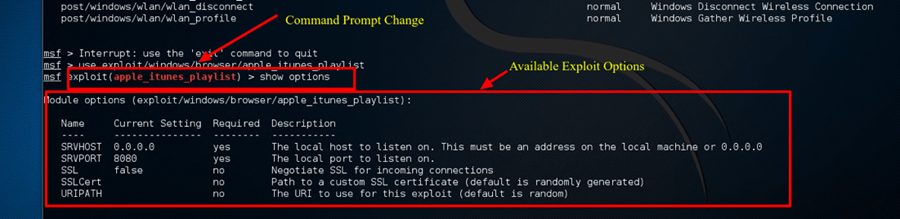 post/windows/wlan/wlan_disconnect normal Windows Disconnect Wireless Connection
post/windows/wlan/wlan_profile normal Windows Gather Wireless Profile
Command Prompt Change
msf > Interrupt: use the 'exit' command to quit
msf > use exploit/windows/browser/apple_itunes_playlist
msf exploit(apple_itunes_playlist) > show options
Available Exploit Options
Module options (exploit/windows/browser/apple_itunes_playlist):
Name Current Setting Required Description
---- --------------- -------- -----------
SRVHOST 0.0.0.0 yes The local host to listen on. This must be an address on the local machine or 0.0.0.0
SRVPORT 8080 yes The local port to listen on.
SSL false no Negotiate SSL for incoming connections
SSLCert no Path to a custom SSL certificate (default is randomly generated)
URIPATH no The URI to use for this exploit (default is random)